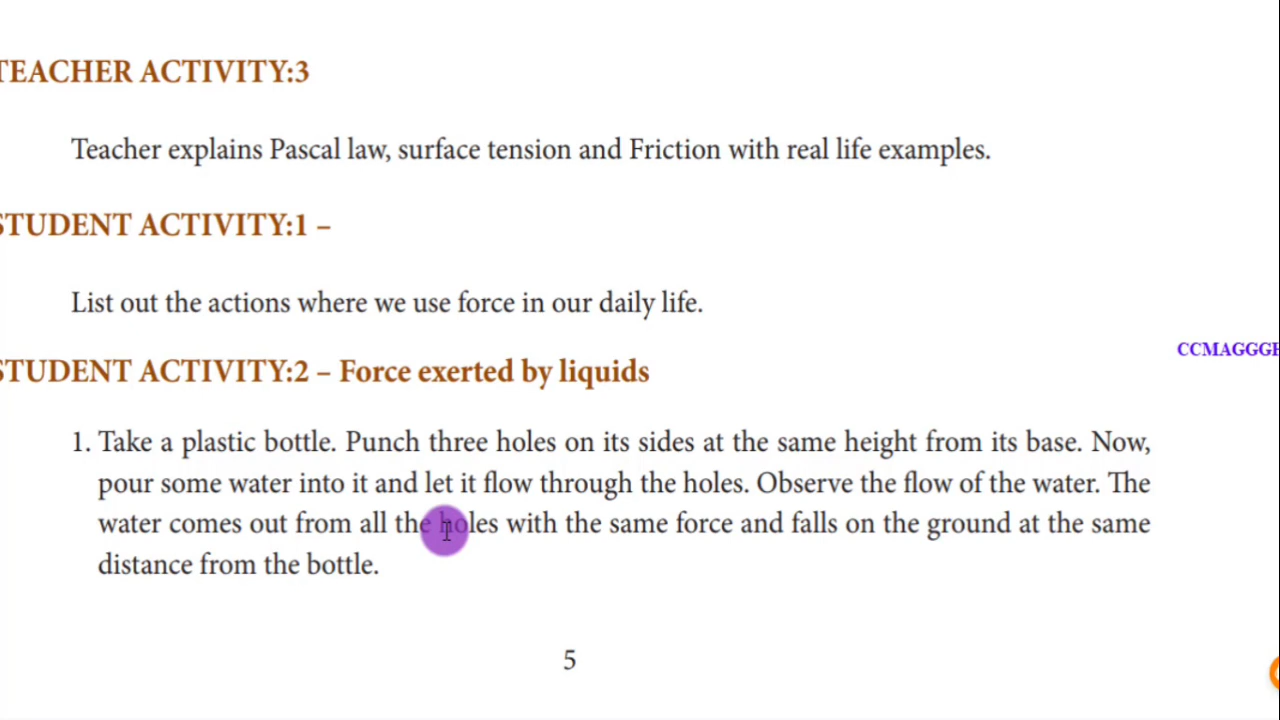 TEACHER ACTIVITY:3
Teacher explains Pascal law, surface tension and Friction with real life examples.
STUDENT ACTIVITY:1 –
List out the actions where we use force in our daily life.
CCMAGGGE
STUDENT ACTIVITY:2 – Force exerted by liquids
1. Take a plastic bottle. Punch three holes on its sides at the same height from its base. Now,
pour some water into it and let it flow through the holes. Observe the flow of the water. The
water comes out from all the holes with the same force and falls on the ground at the same
distance from the bottle.
5